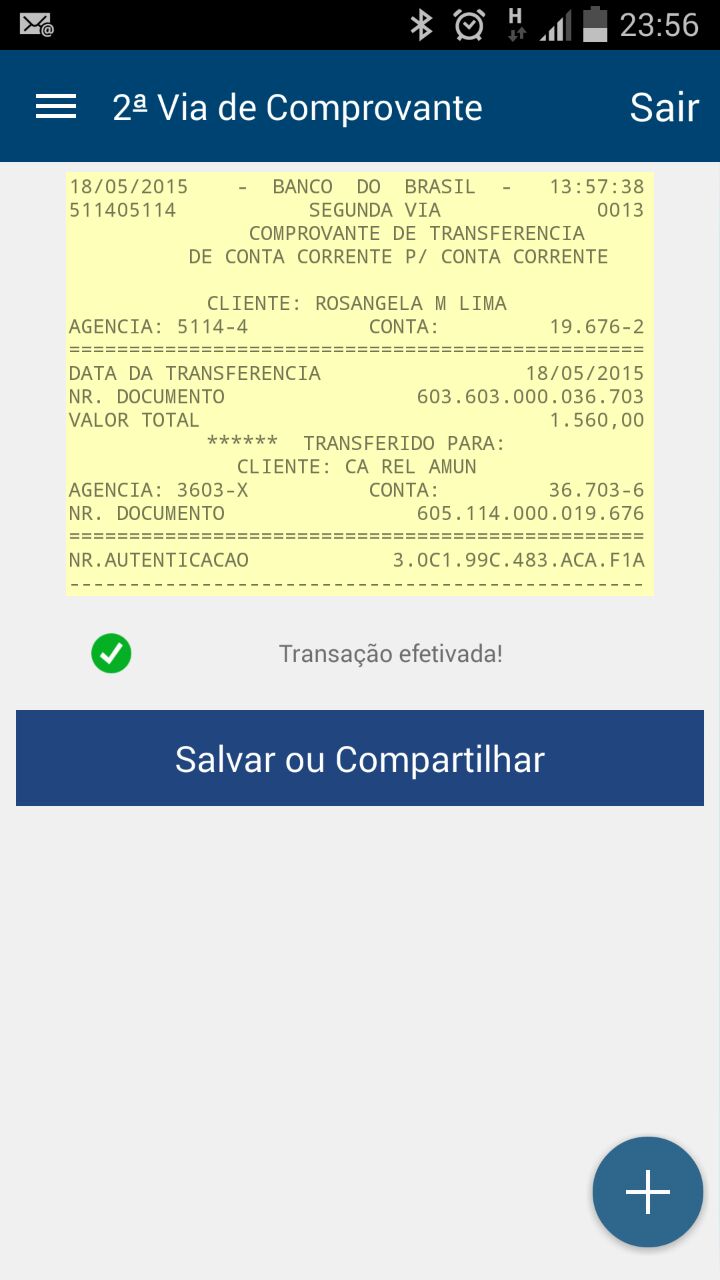 23:56
2ª Via de Comprovante Sair
18/05/2015 - BANCO DO BRASIL - 13:57:38
511405114 SEGUNDA VIA 0013
COMPROVANTE DE TRANSFERENCIA
DE CONTA CORRENTE P/ CONTA CORRENTE
CLIENTE: ROSANGELA M LIMA
AGENCIA: 5114-4 CONTA: 19.676-2
================================================
DATA DA TRANSFERENCIA 18/05/2015
NR. DOCUMENTO 603.603.000.036.703
VALOR TOTAL 1.560,00
****** TRANSFERIDO PARA:
CLIENTE: CA REL AMUN
AGENCIA: 3603-X CONTA: 36.703-6
NR. DOCUMENTO 605.114.000.019.676
================================================
NR.AUTENTICACAO 3.0C1.99C.483.ACA.F1A
------------------------------------------------
Transação efetivada!
Salvar ou Compartilhar